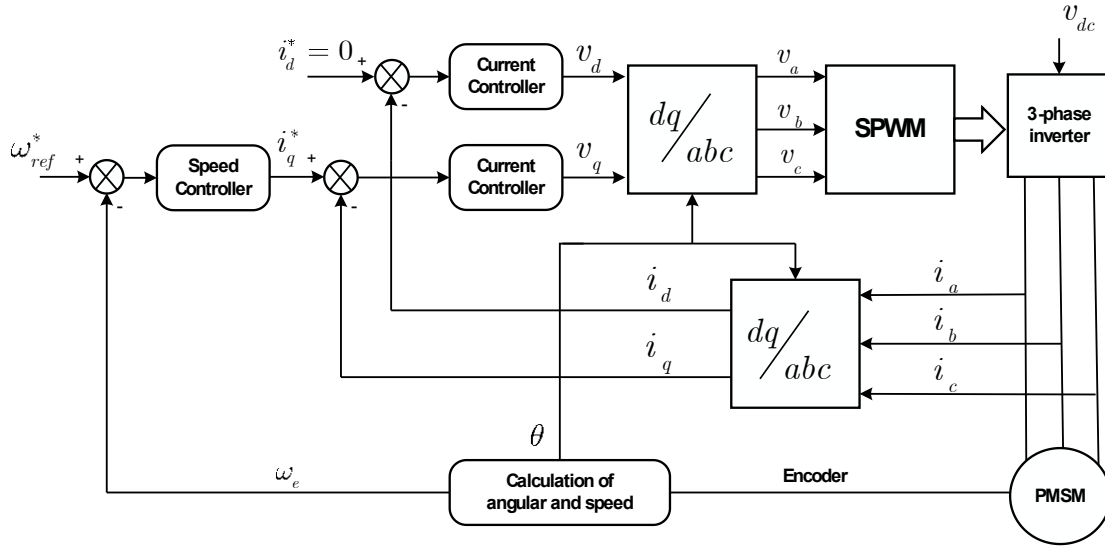 v_dc
i_d^* = 0
+
-
Current
Controller
v_d
dq/abc
v_a
v_b
v_c
SPWM
3-phase
inverter
ω_ref^*
+
-
Speed
Controller
i_q^*
+
-
Current
Controller
v_q
i_d
i_q
dq/abc
i_a
i_b
i_c
θ
ω_e
Calculation of
angular and speed
Encoder
PMSM